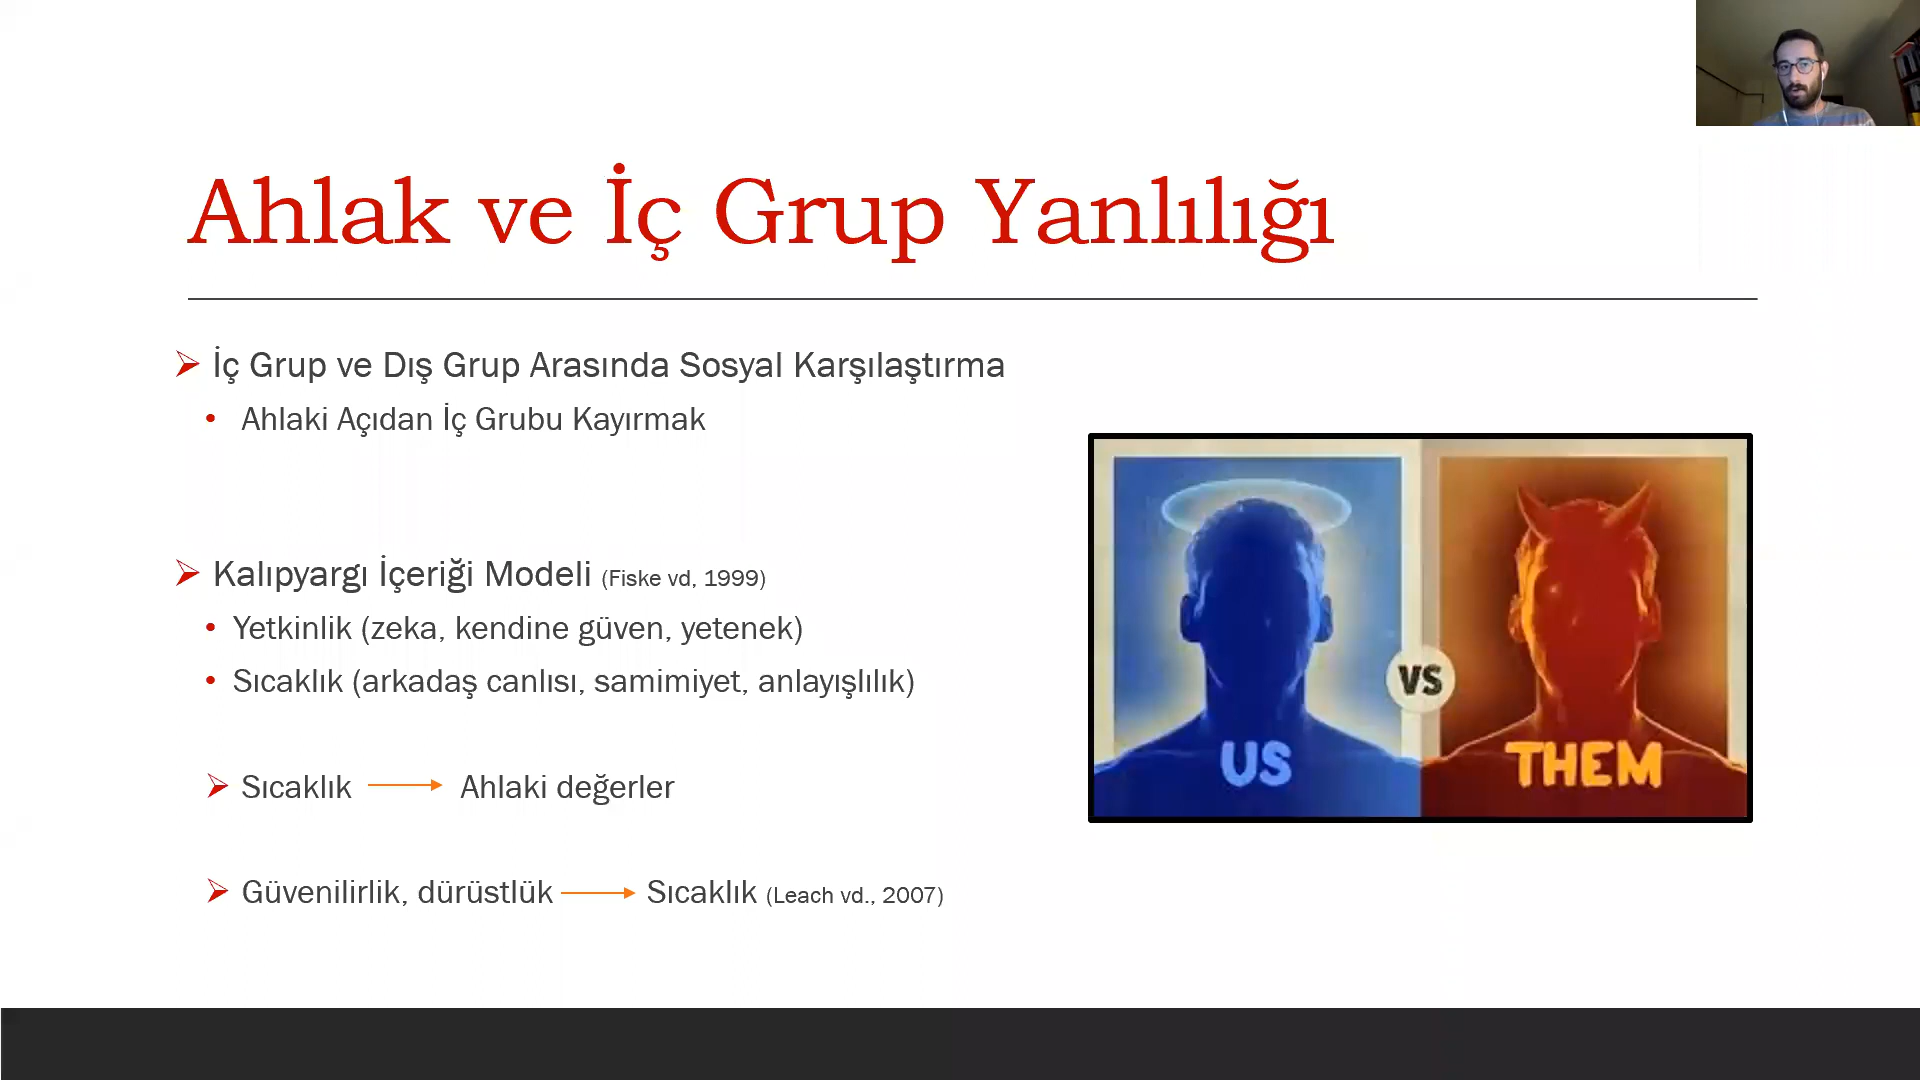 Ahlak ve İç Grup Yanlılığı
İç Grup ve Dış Grup Arasında Sosyal Karşılaştırma
Ahlaki Açıdan İç Grubu Kayırmak
Kalıpyargı İçeriği Modeli (Fiske vd, 1999)
Yetkinlik (zeka, kendine güven, yetenek)
Sıcaklık (arkadaş canlısı, samimiyet, anlayışlılık)
Sıcaklık → Ahlaki değerler
Güvenilirlik, dürüstlük → Sıcaklık (Leach vd., 2007)
US
VS
THEM